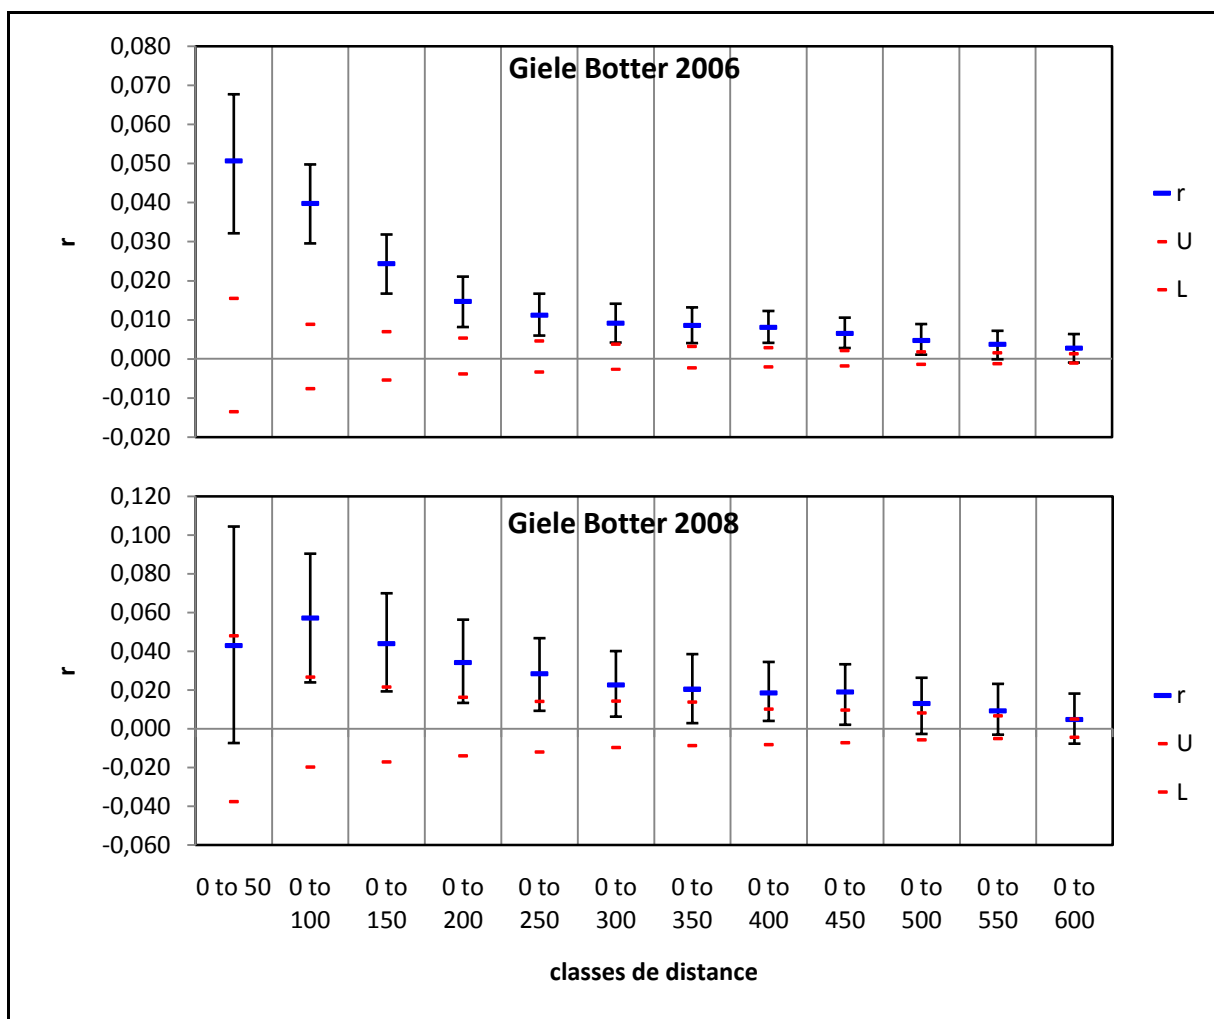 Giele Botter 2006
0,080
0,070
0,060
0,050
0,040
0,030
0,020
0,010
0,000
-0,010
-0,020
r
r
U
L
Giele Botter 2008
0,120
0,100
0,080
0,060
0,040
0,020
0,000
-0,020
-0,040
-0,060
r
r
U
L
0 to 50 0 to 0 to 0 to 0 to 0 to 0 to 0 to 0 to 0 to 0 to 0 to
100 150 200 250 300 350 400 450 500 550 600
classes de distance